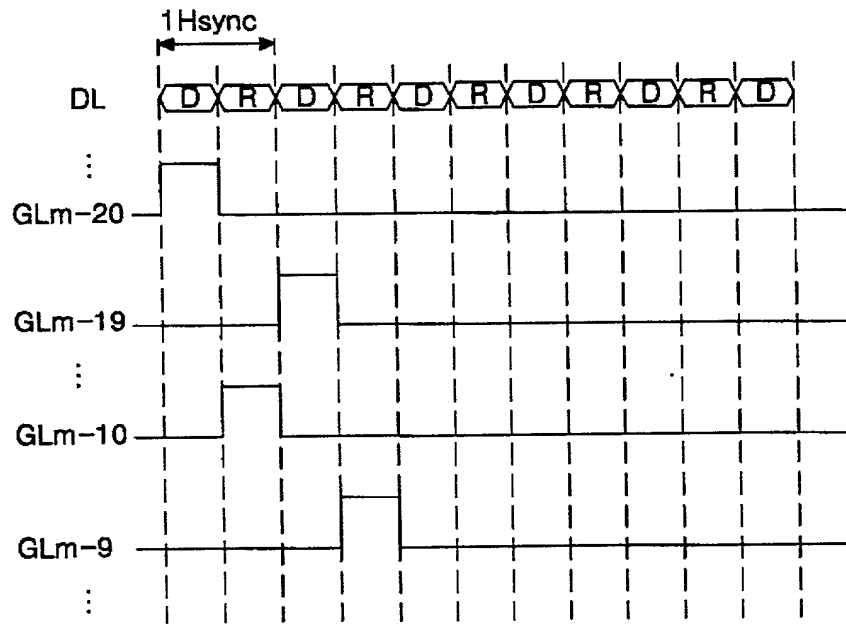 1Hsync
DL D R D R D R D R D R D
⋮
GLm-20
GLm-19
⋮
GLm-10
GLm-9
⋮